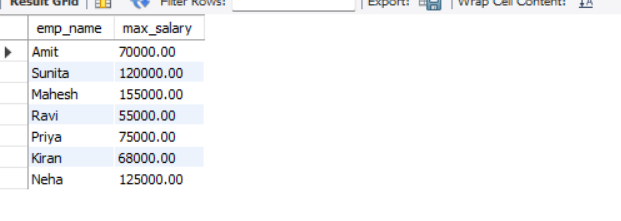 Result Grid Filter Rows: Export: Wrap Cell Content:
emp_name max_salary
Amit 70000.00
Sunita 120000.00
Mahesh 155000.00
Ravi 55000.00
Priya 75000.00
Kiran 68000.00
Neha 125000.00